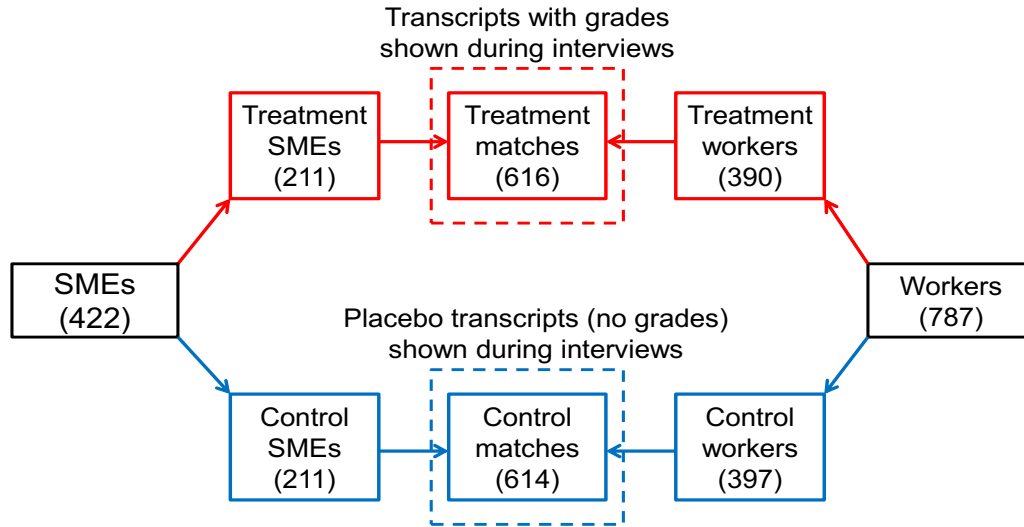 Transcripts with grades
shown during interviews
Treatment
SMEs
(211)
Treatment
matches
(616)
Treatment
workers
(390)
SMEs
(422)
Workers
(787)
Placebo transcripts (no grades)
shown during interviews
Control
SMEs
(211)
Control
matches
(614)
Control
workers
(397)